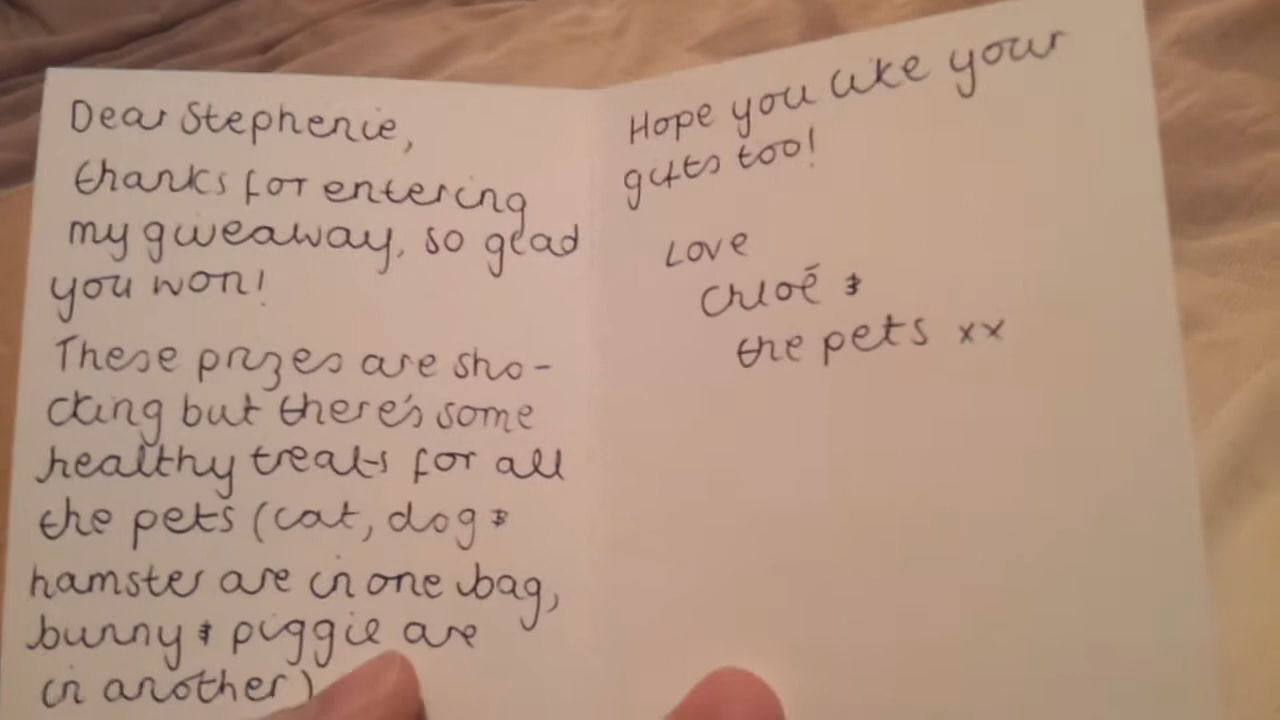 Dear Stephenie,
thanks for entering
my giveaway, so glad
you won!
These prizes are sho-
cking but there's some
healthy treats for all
the pets (cat, dog &
hamster are in one bag,
bunny & piggie are
in another)
Hope you like your
gifts too!
Love
Chloē &
the pets xx